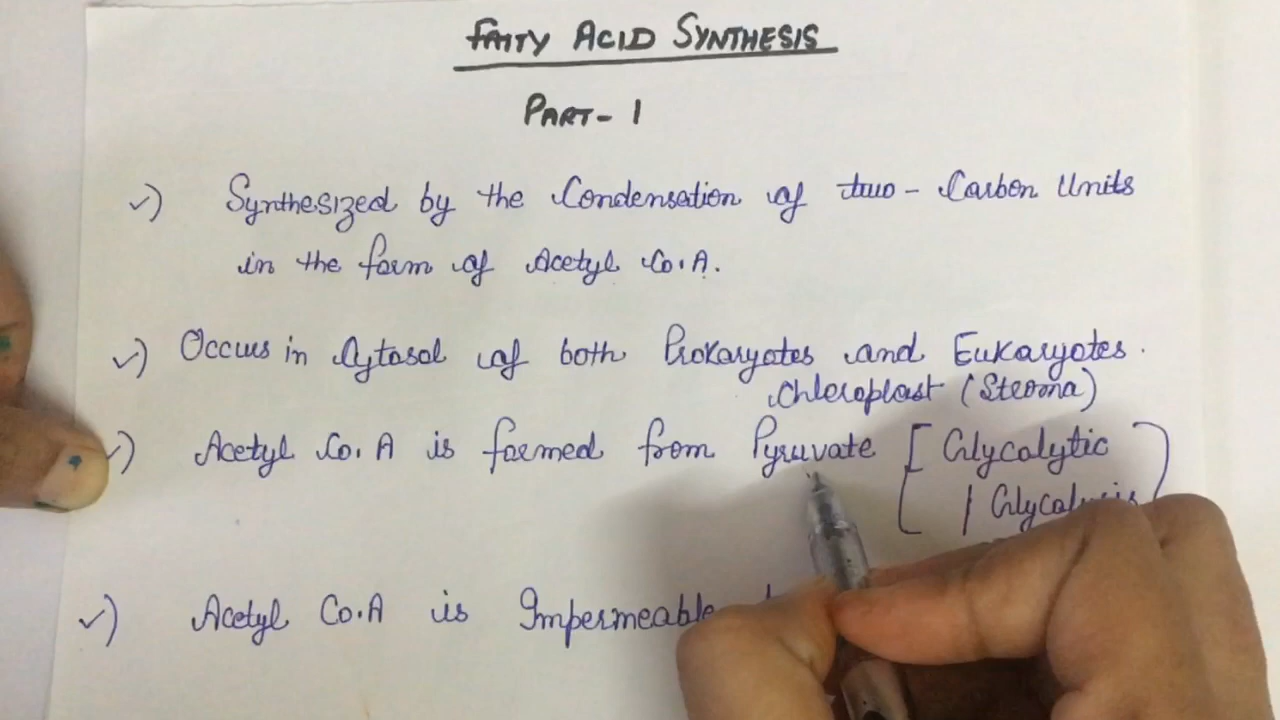 FATTY ACID SYNTHESIS
PART- 1
✓) Synthesized by the Condensation of two - Carbon Units
in the form of Acetyl Co.A.
✓) Occurs in Cytosol of both Prokaryotes and Eukaryotes.
Chloroplast (Stroma)
✓) Acetyl Co.A is formed from Pyruvate [ Glycolytic
| Glycolysis
✓) Acetyl Co.A is Impermeable